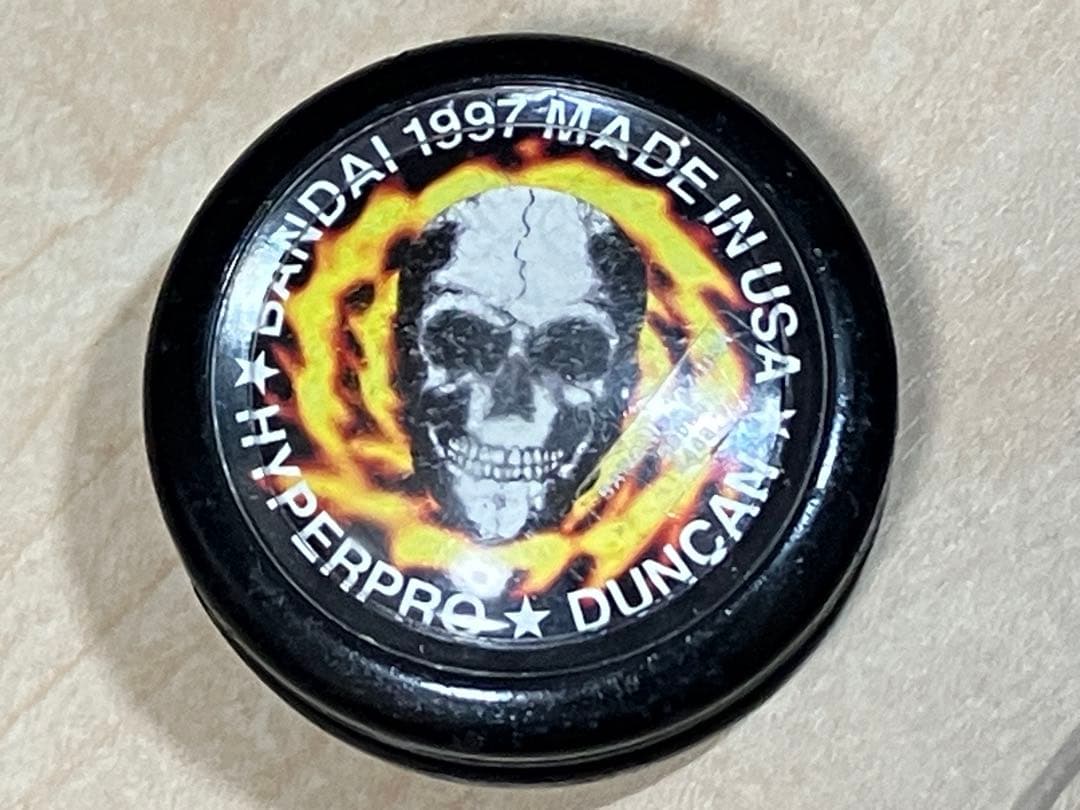 ★ BANDAI 1997 MADE IN USA ★
HYPERPRO ★ DUNCAN